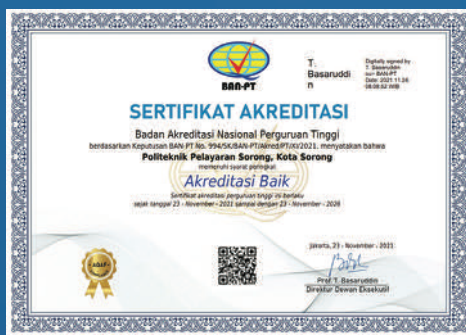 BAN-PT
T.
Basaruddi
n
Digitally signed by
T. Basaruddin
BAN-PT
Date: 2021.11.26
WIB
SERTIFIKAT AKREDITASI
Badan Akreditasi Nasional Perguruan Tinggi
berdasarkan Keputusan BAN-PT No. 994/SK/BAN-PT/Akred/PT/XI/2021, menyatakan bahwa
Politeknik Pelayaran Sorong, Kota Sorong
memenuhi syarat peringkat
Akreditasi Baik
Sertifikat akreditasi perguruan tinggi ini berlaku
sejak tanggal 23 - November - 2021 sampai dengan 23 - November - 2026
Jakarta, 23 - November - 2021
Prof. T. Basaruddin
Direktur Dewan Eksekutif